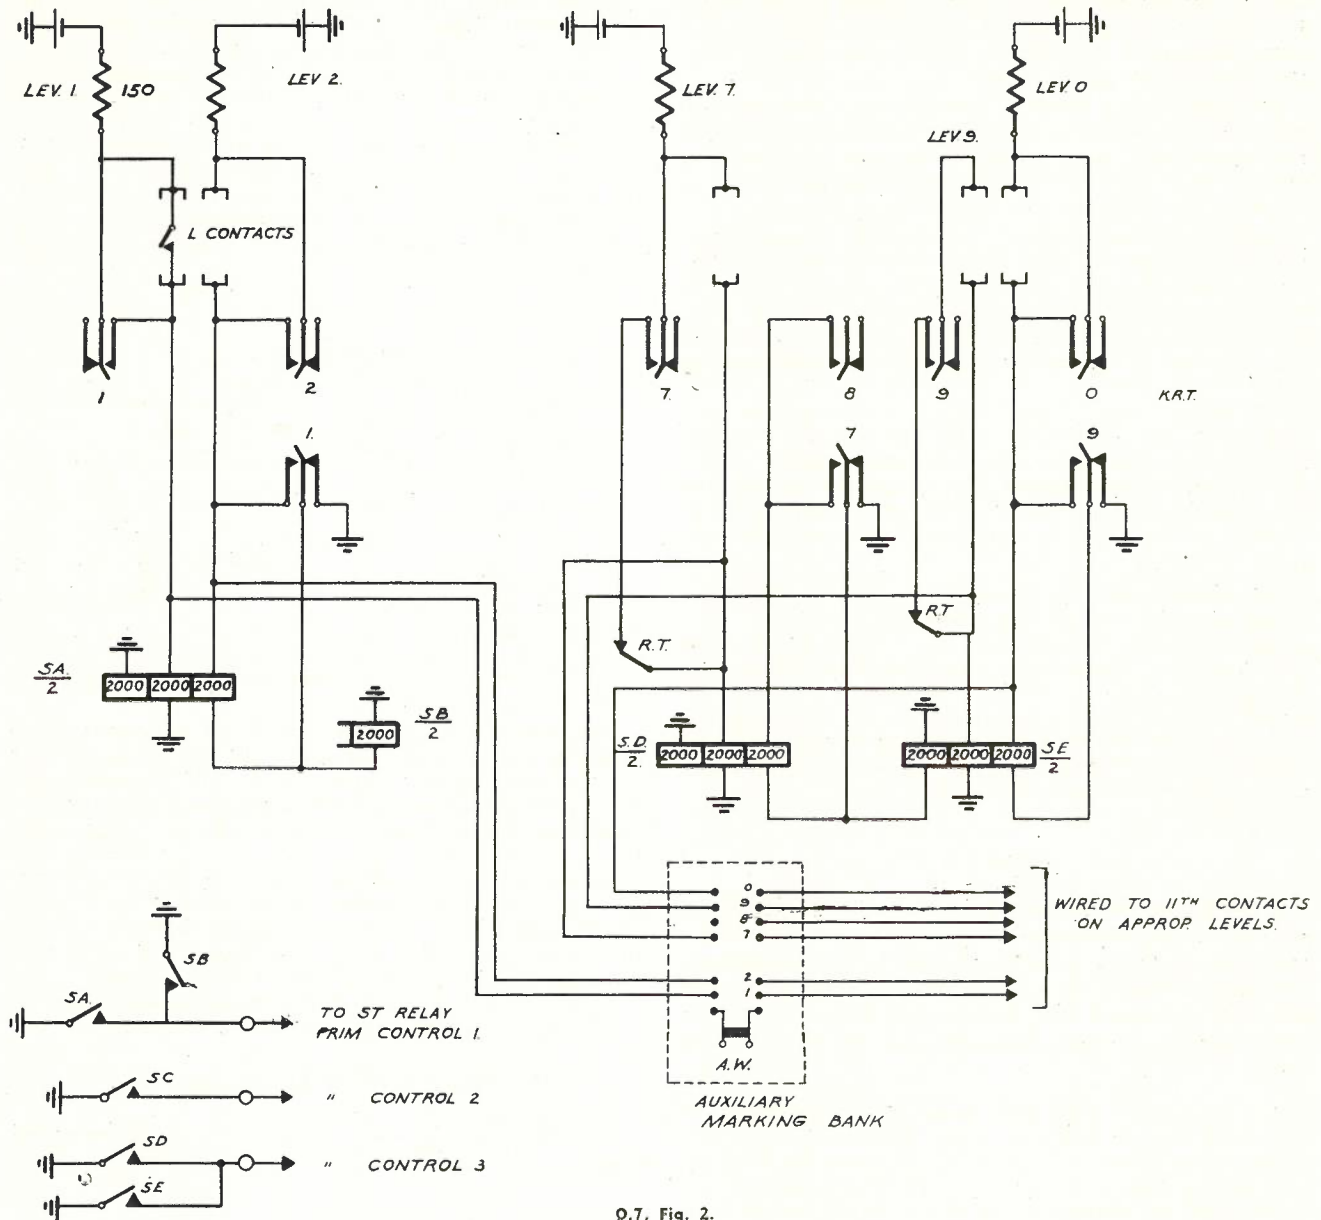 LEV. 1. 150
LEV 2.
LEV. 7.
LEV. 0
LEV 9.
L CONTACTS
1
2
7.
8
9
0
K.R.T.
1.
7
9
R.T.
R.T
SA.
2
2000 2000 2000
SB
2
2000
S.D.
2.
2000 2000 2000
2000 2000 2000
SE
2
0
9
8
7
2
1
A.W.
WIRED TO 11TH CONTACTS
ON APPROP. LEVELS.
AUXILIARY
MARKING BANK
SB
SA.
TO ST RELAY
PRIM CONTROL 1.
SC
" CONTROL 2
SD
" CONTROL 3
SE
Q.7, Fig. 2.